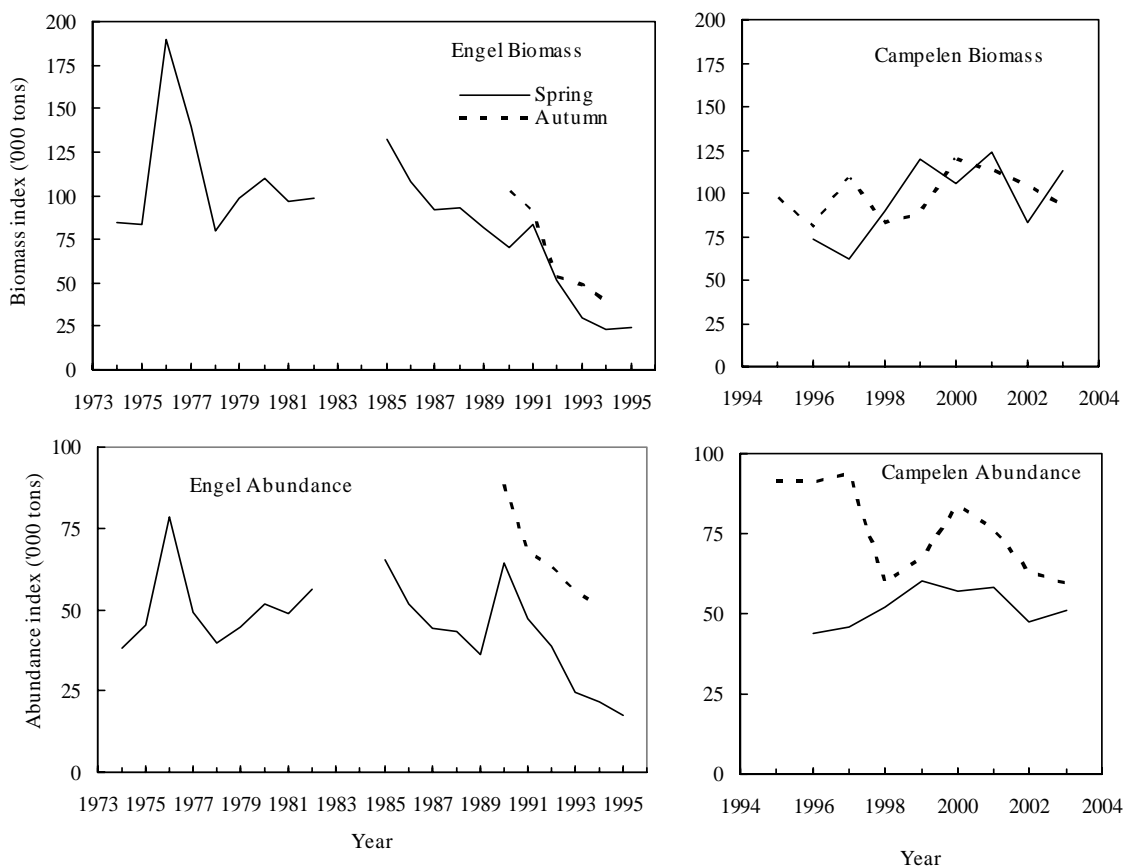 Engel Biomass
Spring
Autumn
Biomass index ('000 tons)
200
175
150
125
100
75
50
25
0
1973 1975 1977 1979 1981 1983 1985 1987 1989 1991 1993 1995
Campelen Biomass
200
175
150
125
100
75
50
25
0
1994 1996 1998 2000 2002 2004
Engel Abundance
Abundance index ('000 tons)
100
75
50
25
0
1973 1975 1977 1979 1981 1983 1985 1987 1989 1991 1993 1995
Year
Campelen Abundance
100
75
50
25
0
1994 1996 1998 2000 2002 2004
Year